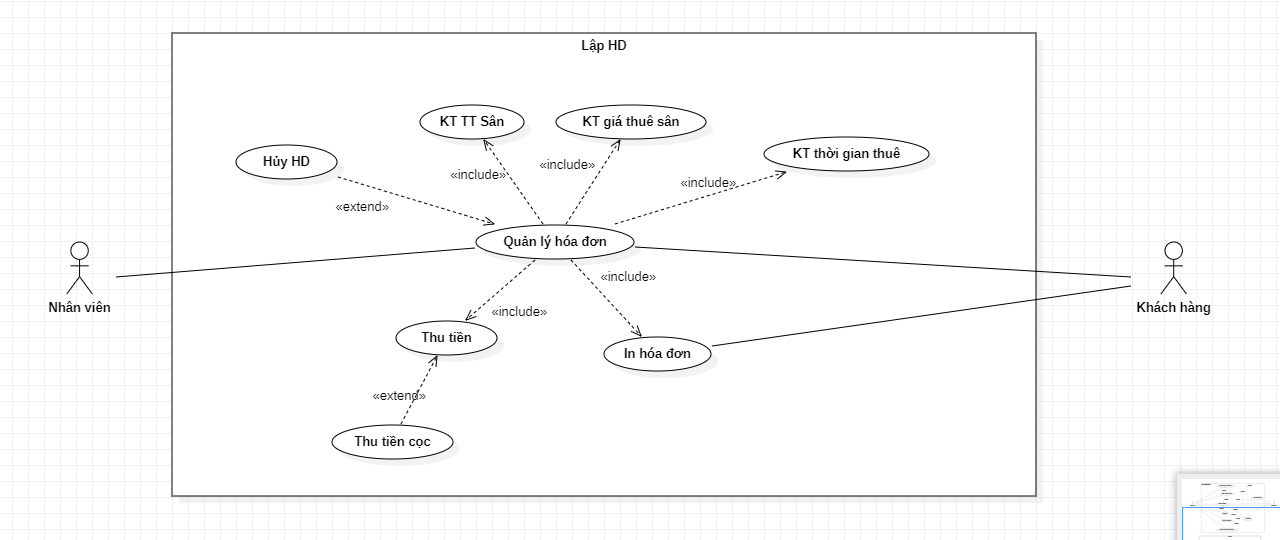 Lập HD
KT TT Sân
KT giá thuê sân
KT thời gian thuê
Hủy HD
«include»
«include»
«include»
«extend»
Quản lý hóa đơn
«include»
Nhân viên
Khách hàng
«include»
Thu tiền
In hóa đơn
«extend»
Thu tiền cọc